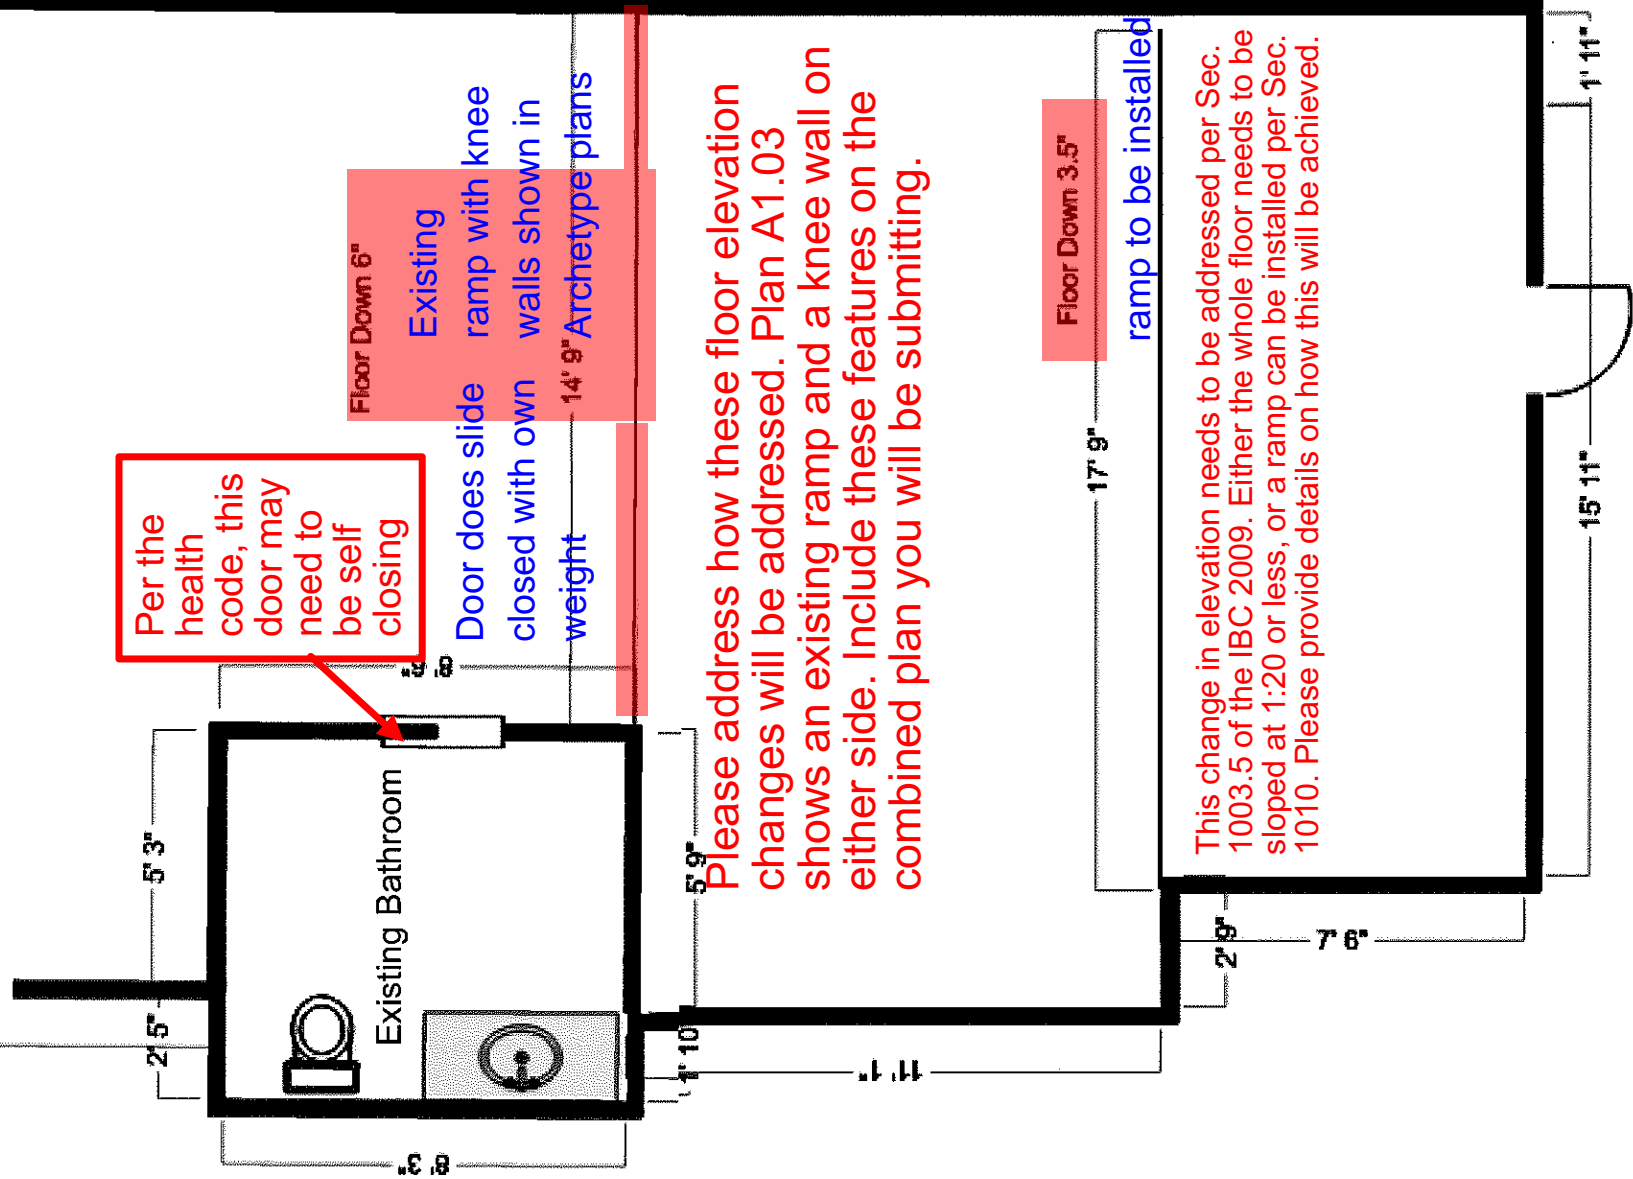 Per the
health
code, this
door may
need to
be self
closing
Floor Down 6"
Existing
ramp with knee
walls shown in
Archetype plans
Door does slide
closed with own
weight
14' 9"
Please address how these floor elevation
changes will be addressed. Plan A1.03
shows an existing ramp and a knee wall on
either side. Include these features on the
combined plan you will be submitting.
Floor Down 3.5"
17' 9"
ramp to be installed
This change in elevation needs to be addressed per Sec.
1003.5 of the IBC 2009. Either the whole floor needs to be
sloped at 1:20 or less, or a ramp can be installed per Sec.
1010. Please provide details on how this will be achieved.
1' 11"
15' 11"
5' 3"
2' 5"
Existing Bathroom
5' 9"
1' 10"
8' 3"
11' 1"
2' 9"
7' 6"